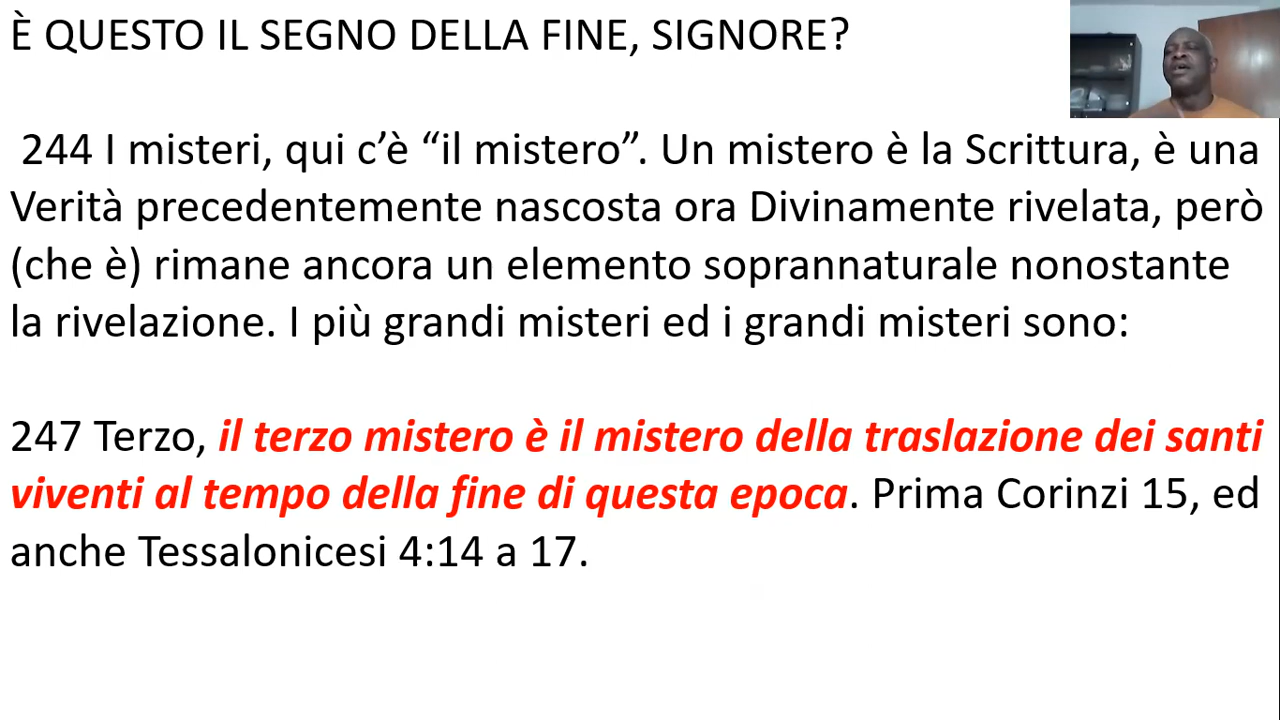 È QUESTO IL SEGNO DELLA FINE, SIGNORE?
244 I misteri, qui c’è “il mistero”. Un mistero è la Scrittura, è una
Verità precedentemente nascosta ora Divinamente rivelata, però
(che è) rimane ancora un elemento soprannaturale nonostante
la rivelazione. I più grandi misteri ed i grandi misteri sono:
247 Terzo, il terzo mistero è il mistero della traslazione dei santi
viventi al tempo della fine di questa epoca. Prima Corinzi 15, ed
anche Tessalonicesi 4:14 a 17.